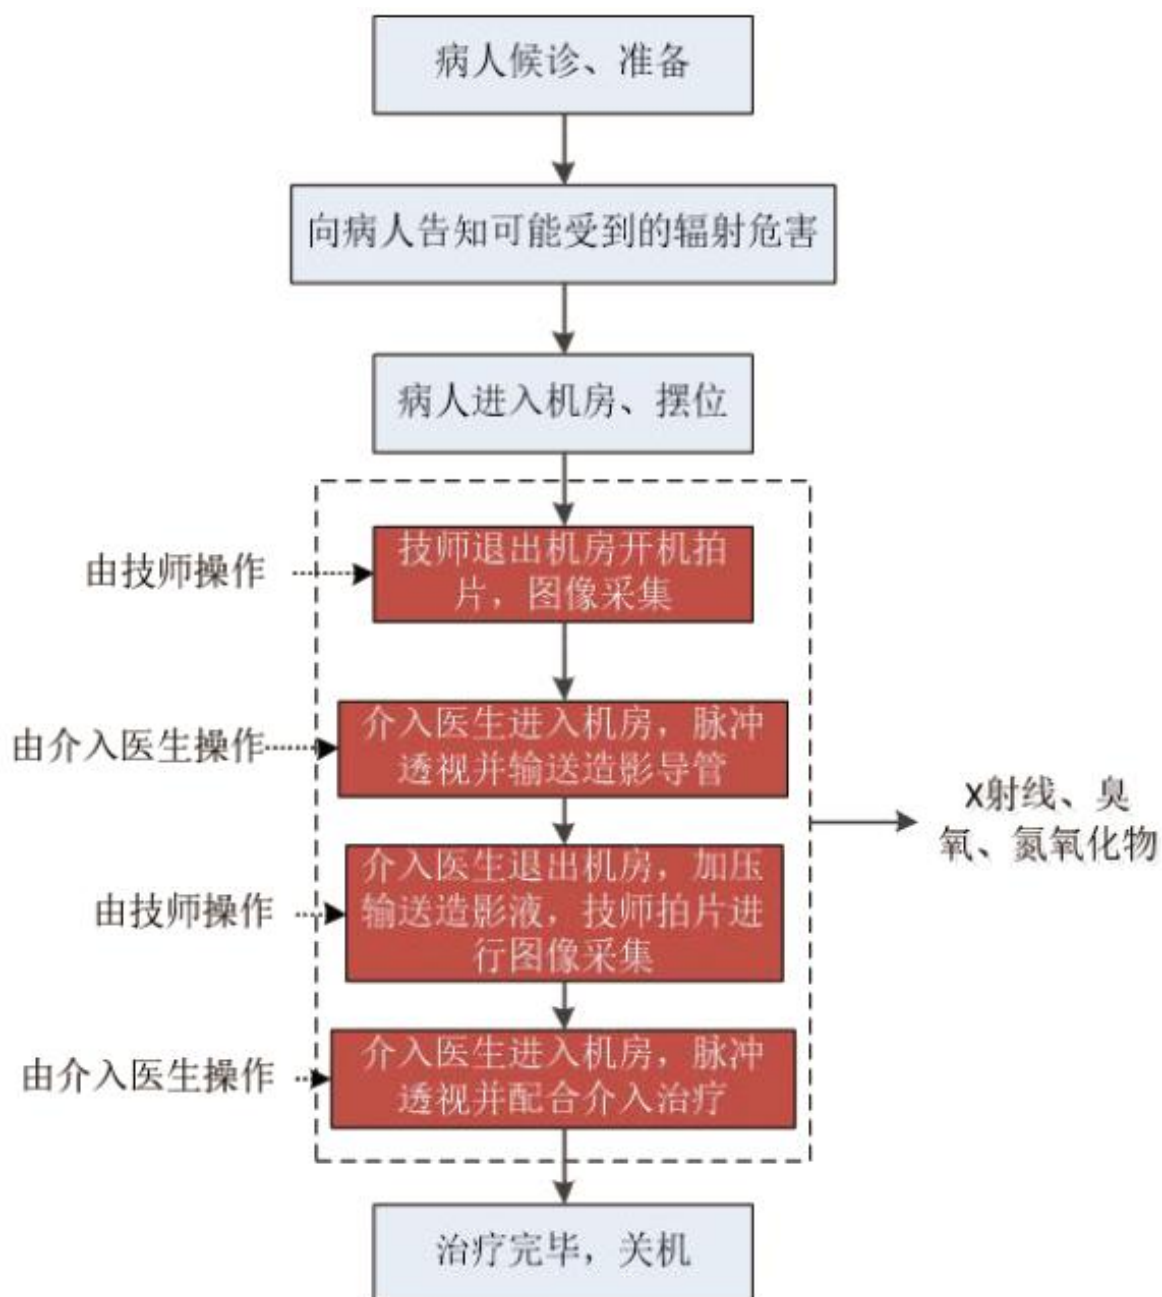 病人候诊、准备
向病人告知可能受到的辐射危害
病人进入机房、摆位
由技师操作
技师退出机房开机拍
片，图像采集
由介入医生操作
介入医生进入机房，脉冲
透视并输送造影导管
X射线、臭
氧、氮氧化物
由技师操作
介入医生退出机房，加压
输送造影液，技师拍片进
行图像采集
由介入医生操作
介入医生进入机房，脉冲
透视并配合介入治疗
治疗完毕，关机